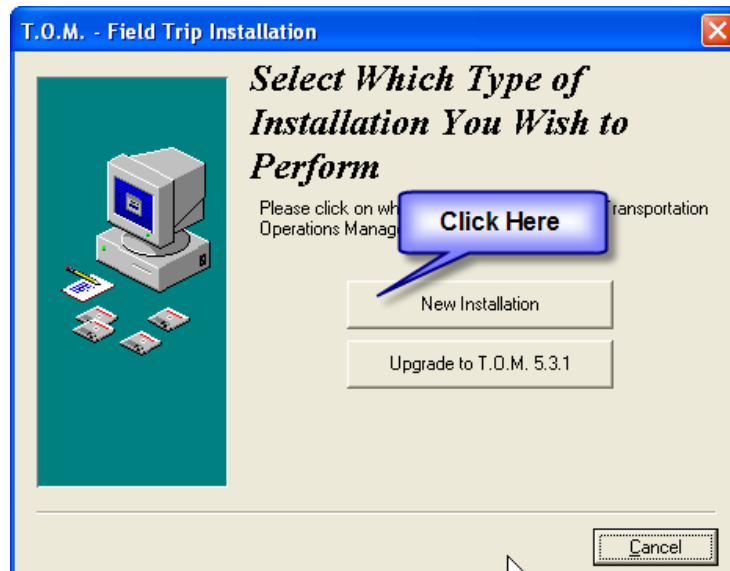 T.O.M. - Field Trip Installation
Select Which Type of
Installation You Wish to
Perform
Please click on wh
ransportation
Operations Manag
Click Here
New Installation
Upgrade to T.O.M. 5.3.1
Cancel